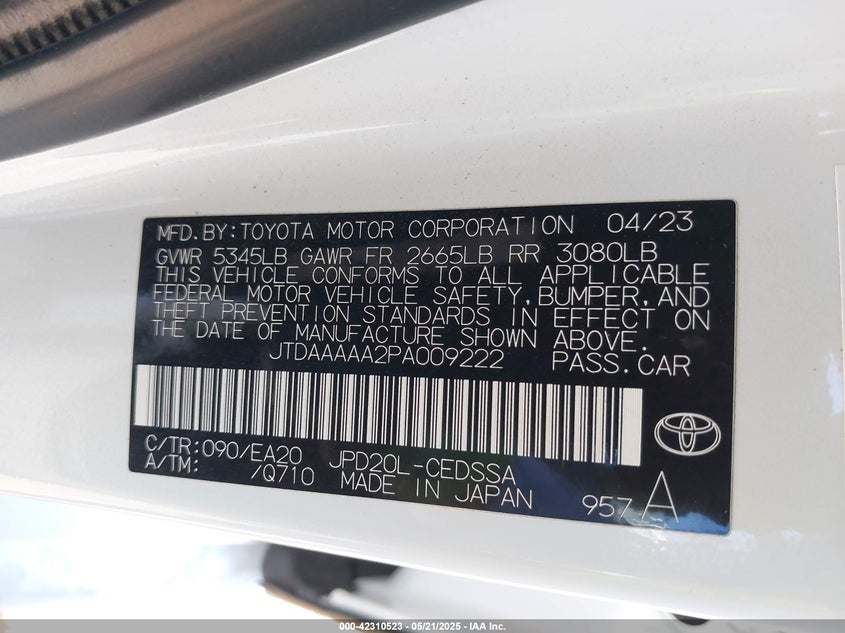 MFD. BY: TOYOTA MOTOR CORPORATION 04/23
GVWR 5345LB GAWR FR 2665LB RR 3080LB
THIS VEHICLE CONFORMS TO ALL APPLICABLE
FEDERAL MOTOR VEHICLE SAFETY, BUMPER, AND
THEFT PREVENTION STANDARDS IN EFFECT ON
THE DATE OF MANUFACTURE SHOWN ABOVE.
JTDAAAAA2PA009222 PASS. CAR
C/TR: 090/EA20 JPD20L-CEDSSA
A/TM: /Q710 MADE IN JAPAN 957 A
000-42310523 - 05/21/2025 - IAA Inc.